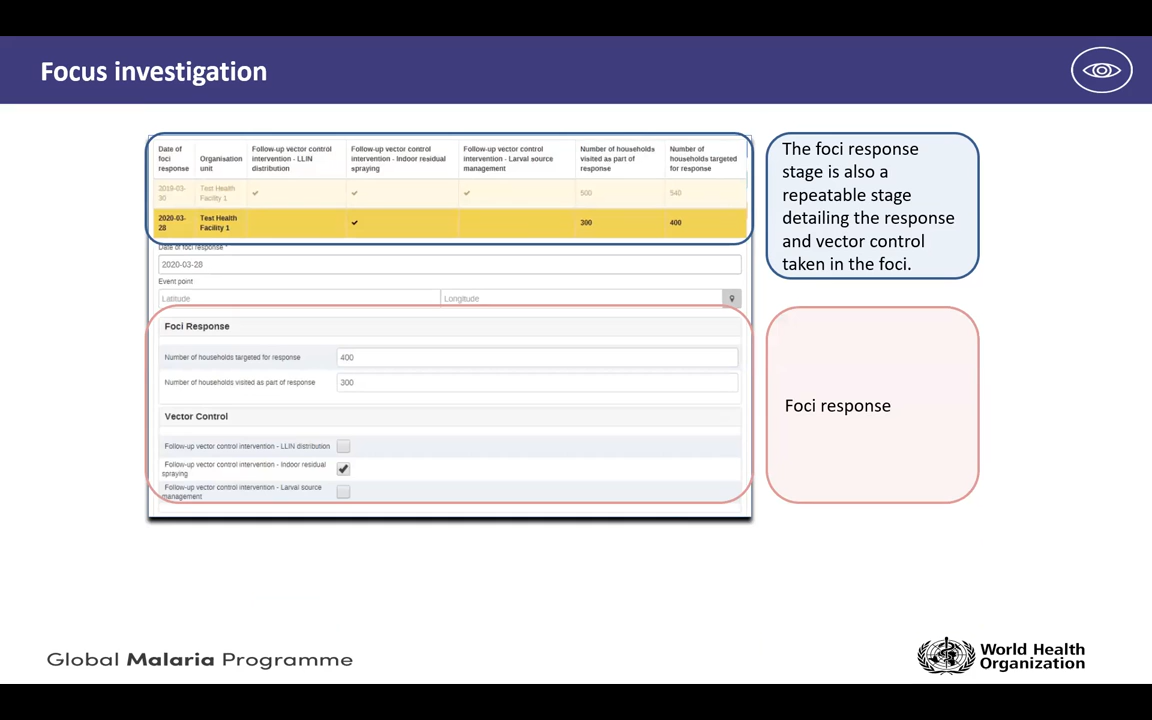 Focus investigation
Date of foci response
Organisation unit
Follow-up vector control intervention - LLIN distribution
Follow-up vector control intervention - Indoor residual spraying
Follow-up vector control intervention - Larval source management
Number of households visited as part of response
Number of households targeted for response
2019-03-30 Test Health Facility 1 ✓ ✓ ✓ 500 540
2020-03-28 Test Health Facility 1 ✓ 300 400
Date of foci response *
2020-03-28
Event point
Latitude Longitude
Foci Response
Number of households targeted for response 400
Number of households visited as part of response 300
Vector Control
Follow-up vector control intervention - LLIN distribution
Follow-up vector control intervention - Indoor residual
spraying
Follow-up vector control intervention - Larval source
management
The foci response
stage is also a
repeatable stage
detailing the response
and vector control
taken in the foci.
Foci response
Global Malaria Programme
World Health
Organization